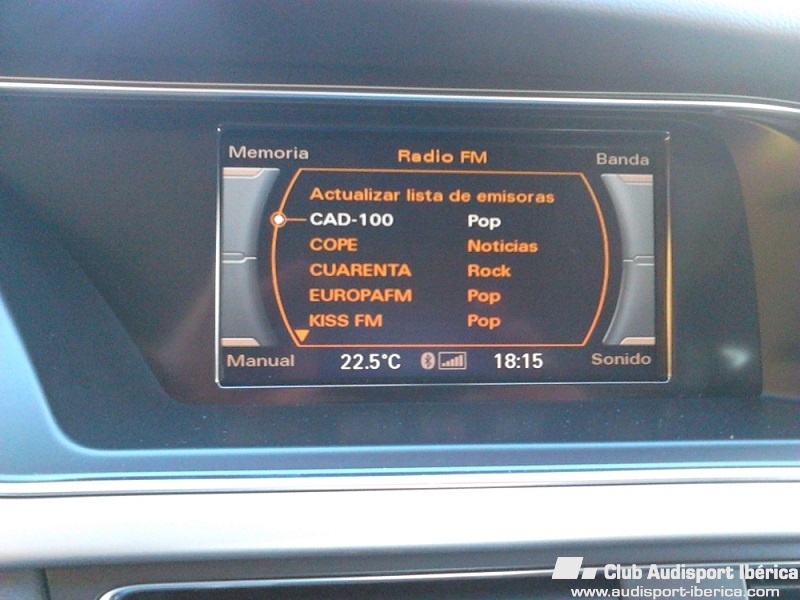 Memoria Radio FM Banda
Actualizar lista de emisoras
CAD-100 Pop
COPE Noticias
CUARENTA Rock
EUROPAFM Pop
KISS FM Pop
Manual 22.5°C 18:15 Sonido
Club Audisport Ibérica
www.audisport-iberica.com